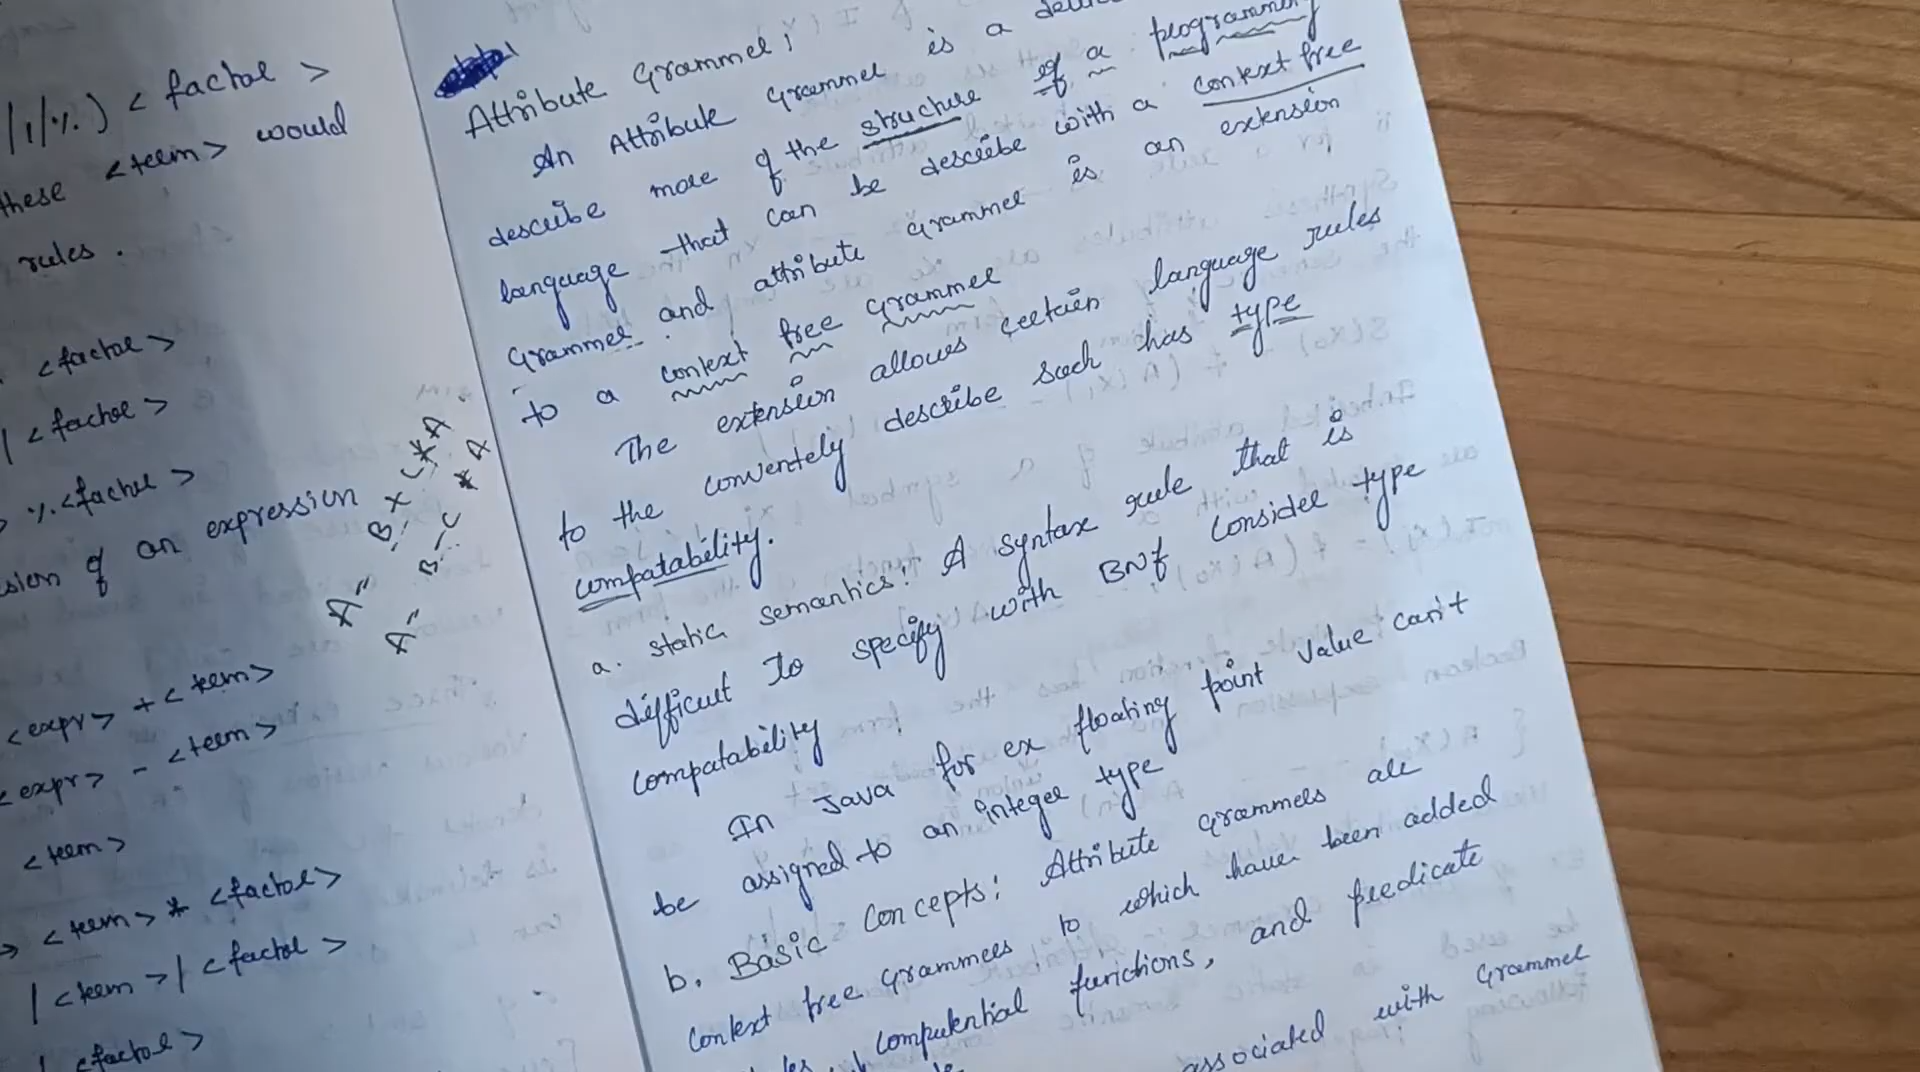 |1/%) < factor >
these <term> would
rules .
<factor>
| <factor>
%.<factor>
sion of an expression
A = B X C * A
A = B - C * A
<expr> + <term>
<expr> - <term>
<term>
<term> * <factor>
| <term> | <factor>
| <factor>
Attribute Grammer ;
An Attribute Grammer is a
describe more of the structure of a programming
language that can be describe with a context free
Grammer and attribute Grammer is an extension
to a context free Grammer
The extension allows certain language rules
to the conventely describe such has type
compatability.
a. static semantics : A syntax rule that is
difficult To specify with BNf consider type
compatability
In Java for ex floating point value can't
be assigned to an integer type
b. Basic concepts : Attribute Grammers are
context free grammers to which have been added
computential functions, and predicate
associated with Grammer